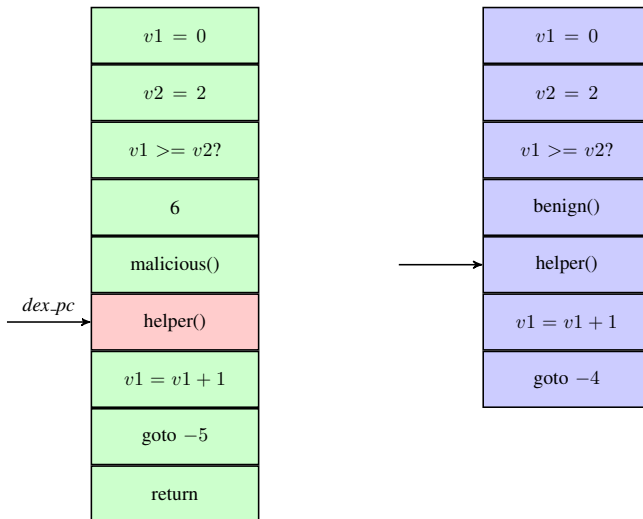 v1 = 0
v2 = 2
v1 >= v2?
6
malicious()
dex_pc
helper()
v1 = v1 + 1
goto −5
return
v1 = 0
v2 = 2
v1 >= v2?
benign()
helper()
v1 = v1 + 1
goto −4